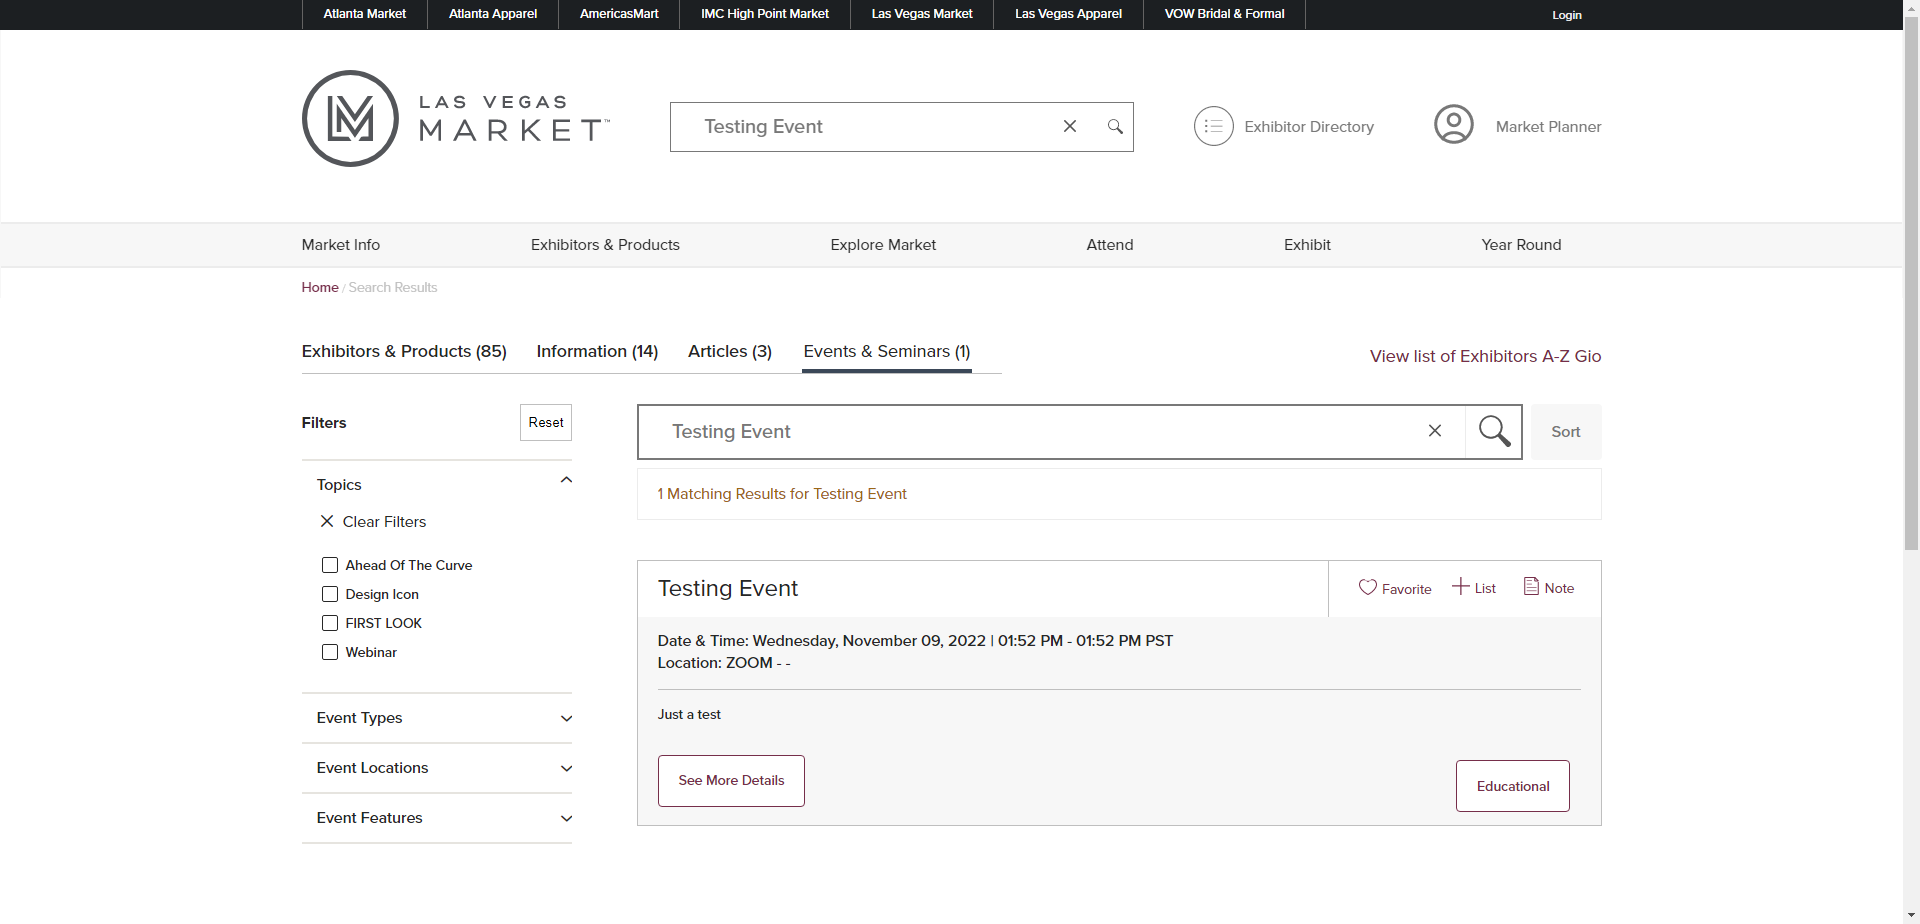 Atlanta Market Atlanta Apparel AmericasMart IMC High Point Market Las Vegas Market Las Vegas Apparel VOW Bridal & Formal Login
LAS VEGAS
MARKET™
Testing Event
Exhibitor Directory
Market Planner
Market Info Exhibitors & Products Explore Market Attend Exhibit Year Round
Home / Search Results
Exhibitors & Products (85) Information (14) Articles (3) Events & Seminars (1)
View list of Exhibitors A-Z Gio
Filters
Reset
Topics
Clear Filters
Ahead Of The Curve
Design Icon
FIRST LOOK
Webinar
Event Types
Event Locations
Event Features
Testing Event
Sort
1 Matching Results for Testing Event
Testing Event
Favorite List Note
Date & Time: Wednesday, November 09, 2022 | 01:52 PM - 01:52 PM PST
Location: ZOOM - -
Just a test
See More Details
Educational